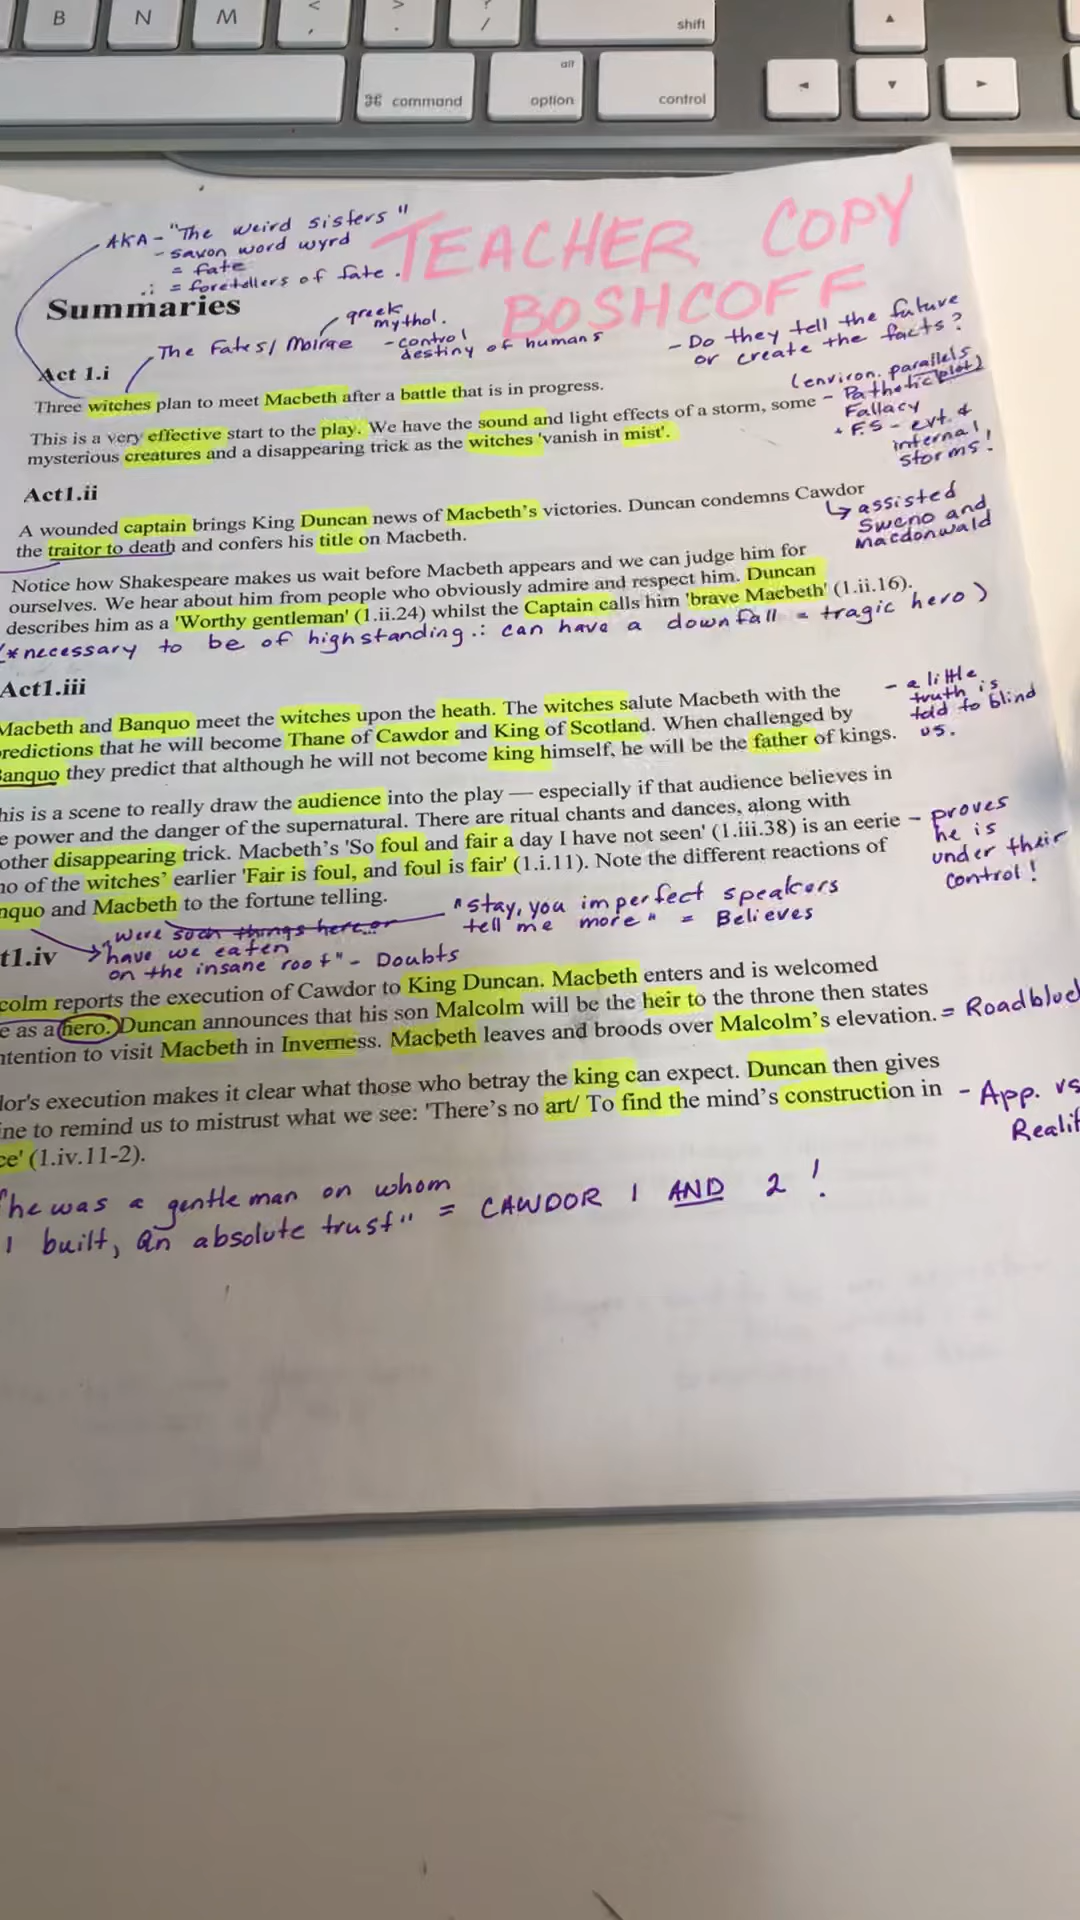 B N M < , > . ? / shift
⌘ command alt option control
AKA - "The weird sisters"
- saxon word wyrd
= fate
∴ = foretellers of fate.
TEACHER COPY
BOSHCOFF
Summaries
greek
mythol.
The Fates/ Moirae - control
destiny of humans
- Do they tell the future
or create the facts?
Act 1.i
(environ. parallels
plot)
Three witches plan to meet Macbeth after a battle that is in progress.
This is a very effective start to the play. We have the sound and light effects of a storm, some
mysterious creatures and a disappearing trick as the witches 'vanish in mist'.
- Pathetic
Fallacy
+ F.S - ext. &
internal
storms!
Act1.ii
A wounded captain brings King Duncan news of Macbeth's victories. Duncan condemns Cawdor
the traitor to death and confers his title on Macbeth.
↳ assisted
Sweno and
Macdonwald
Notice how Shakespeare makes us wait before Macbeth appears and we can judge him for
ourselves. We hear about him from people who obviously admire and respect him. Duncan
describes him as a 'Worthy gentleman' (1.ii.24) whilst the Captain calls him 'brave Macbeth' (1.ii.16).
(*necessary to be of high standing ∴ can have a downfall = tragic hero)
Act1.iii
Macbeth and Banquo meet the witches upon the heath. The witches salute Macbeth with the
redictions that he will become Thane of Cawdor and King of Scotland. When challenged by
Banquo they predict that although he will not become king himself, he will be the father of kings.
- a little
truth is
told to blind
us.
his is a scene to really draw the audience into the play — especially if that audience believes in
e power and the danger of the supernatural. There are ritual chants and dances, along with
other disappearing trick. Macbeth's 'So foul and fair a day I have not seen' (1.iii.38) is an eerie
ho of the witches' earlier 'Fair is foul, and foul is fair' (1.i.11). Note the different reactions of
nquo and Macbeth to the fortune telling.
- proves
he is
under their
control!
"stay, you imperfect speakers
tell me more" = Believes
"Were such things here..or
have we eaten
on the insane root" - Doubts
t1.iv
colm reports the execution of Cawdor to King Duncan. Macbeth enters and is welcomed
e as a hero. Duncan announces that his son Malcolm will be the heir to the throne then states
ntention to visit Macbeth in Inverness. Macbeth leaves and broods over Malcolm's elevation. = Roadbloc
lor's execution makes it clear what those who betray the king can expect. Duncan then gives
ine to remind us to mistrust what we see: 'There's no art/ To find the mind's construction in
ce' (1.iv.11-2).
- App. vs
Realit
"he was a gentleman on whom
I built, an absolute trust" = CAWDOR 1 AND 2!